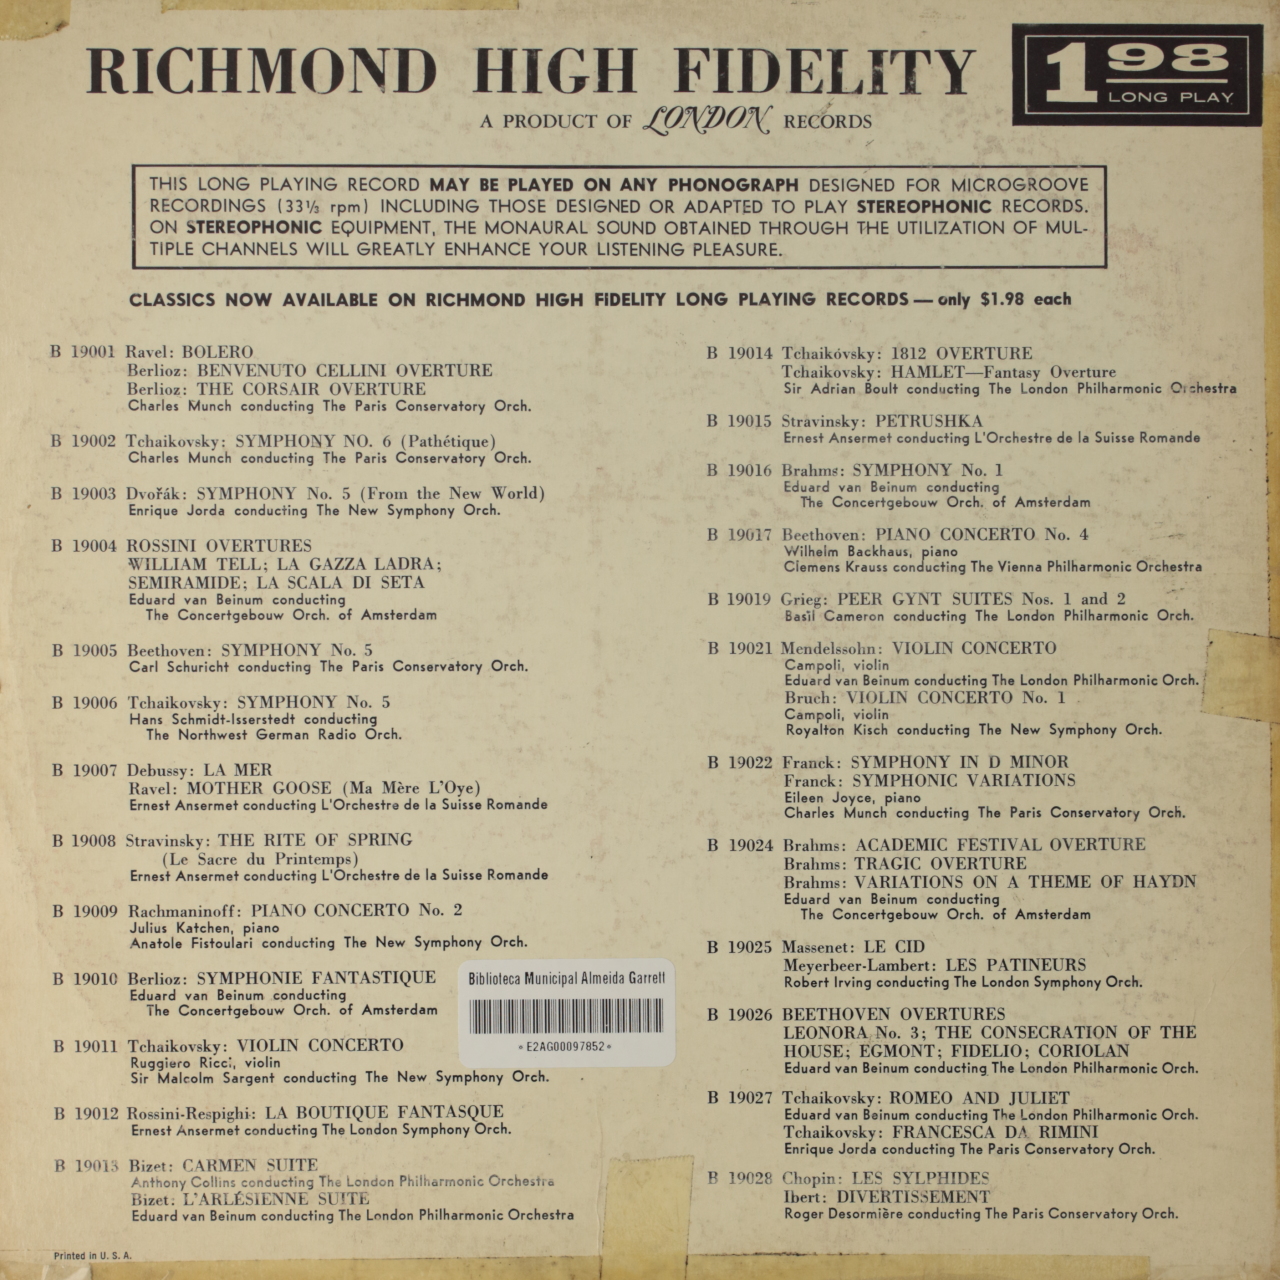 RICHMOND HIGH FIDELITY
A PRODUCT OF LONDON RECORDS
1 98
LONG PLAY
THIS LONG PLAYING RECORD MAY BE PLAYED ON ANY PHONOGRAPH DESIGNED FOR MICROGROOVE
RECORDINGS (33⅓ rpm) INCLUDING THOSE DESIGNED OR ADAPTED TO PLAY STEREOPHONIC RECORDS.
ON STEREOPHONIC EQUIPMENT, THE MONAURAL SOUND OBTAINED THROUGH THE UTILIZATION OF MUL-
TIPLE CHANNELS WILL GREATLY ENHANCE YOUR LISTENING PLEASURE.
CLASSICS NOW AVAILABLE ON RICHMOND HIGH FIDELITY LONG PLAYING RECORDS — only $1.98 each
B 19001 Ravel: BOLERO
Berlioz: BENVENUTO CELLINI OVERTURE
Berlioz: THE CORSAIR OVERTURE
Charles Munch conducting The Paris Conservatory Orch.
B 19002 Tchaikovsky: SYMPHONY NO. 6 (Pathétique)
Charles Munch conducting The Paris Conservatory Orch.
B 19003 Dvořák: SYMPHONY No. 5 (From the New World)
Enrique Jorda conducting The New Symphony Orch.
B 19004 ROSSINI OVERTURES
WILLIAM TELL; LA GAZZA LADRA;
SEMIRAMIDE; LA SCALA DI SETA
Eduard van Beinum conducting
The Concertgebouw Orch. of Amsterdam
B 19005 Beethoven: SYMPHONY No. 5
Carl Schuricht conducting The Paris Conservatory Orch.
B 19006 Tchaikovsky: SYMPHONY No. 5
Hans Schmidt-Isserstedt conducting
The Northwest German Radio Orch.
B 19007 Debussy: LA MER
Ravel: MOTHER GOOSE (Ma Mère L'Oye)
Ernest Ansermet conducting L'Orchestre de la Suisse Romande
B 19008 Stravinsky: THE RITE OF SPRING
(Le Sacre du Printemps)
Ernest Ansermet conducting L'Orchestre de la Suisse Romande
B 19009 Rachmaninoff: PIANO CONCERTO No. 2
Julius Katchen, piano
Anatole Fistoulari conducting The New Symphony Orch.
B 19010 Berlioz: SYMPHONIE FANTASTIQUE
Eduard van Beinum conducting
The Concertgebouw Orch. of Amsterdam
B 19011 Tchaikovsky: VIOLIN CONCERTO
Ruggiero Ricci, violin
Sir Malcolm Sargent conducting The New Symphony Orch.
B 19012 Rossini-Respighi: LA BOUTIQUE FANTASQUE
Ernest Ansermet conducting The London Symphony Orch.
B 19013 Bizet: CARMEN SUITE
Anthony Collins conducting The London Philharmonic Orchestra
Bizet: L'ARLÉSIENNE SUITE
Eduard van Beinum conducting The London Philharmonic Orchestra
Printed in U. S. A.
Biblioteca Municipal Almeida Garrett
*E2AG00097852*
B 19014 Tchaikovsky: 1812 OVERTURE
Tchaikovsky: HAMLET—Fantasy Overture
Sir Adrian Boult conducting The London Philharmonic Orchestra
B 19015 Stravinsky: PETRUSHKA
Ernest Ansermet conducting L'Orchestre de la Suisse Romande
B 19016 Brahms: SYMPHONY No. 1
Eduard van Beinum conducting
The Concertgebouw Orch. of Amsterdam
B 19017 Beethoven: PIANO CONCERTO No. 4
Wilhelm Backhaus, piano
Clemens Krauss conducting The Vienna Philharmonic Orchestra
B 19019 Grieg: PEER GYNT SUITES Nos. 1 and 2
Basil Cameron conducting The London Philharmonic Orch.
B 19021 Mendelssohn: VIOLIN CONCERTO
Campoli, violin
Eduard van Beinum conducting The London Philharmonic Orch.
Bruch: VIOLIN CONCERTO No. 1
Campoli, violin
Royalton Kisch conducting The New Symphony Orch.
B 19022 Franck: SYMPHONY IN D MINOR
Franck: SYMPHONIC VARIATIONS
Eileen Joyce, piano
Charles Munch conducting The Paris Conservatory Orch.
B 19024 Brahms: ACADEMIC FESTIVAL OVERTURE
Brahms: TRAGIC OVERTURE
Brahms: VARIATIONS ON A THEME OF HAYDN
Eduard van Beinum conducting
The Concertgebouw Orch. of Amsterdam
B 19025 Massenet: LE CID
Meyerbeer-Lambert: LES PATINEURS
Robert Irving conducting The London Symphony Orch.
B 19026 BEETHOVEN OVERTURES
LEONORA No. 3; THE CONSECRATION OF THE
HOUSE; EGMONT; FIDELIO; CORIOLAN
Eduard van Beinum conducting The London Philharmonic Orch.
B 19027 Tchaikovsky: ROMEO AND JULIET
Eduard van Beinum conducting The London Philharmonic Orch.
Tchaikovsky: FRANCESCA DA RIMINI
Enrique Jorda conducting The Paris Conservatory Orch.
B 19028 Chopin: LES SYLPHIDES
Ibert: DIVERTISSEMENT
Roger Desormière conducting The Paris Conservatory Orch.